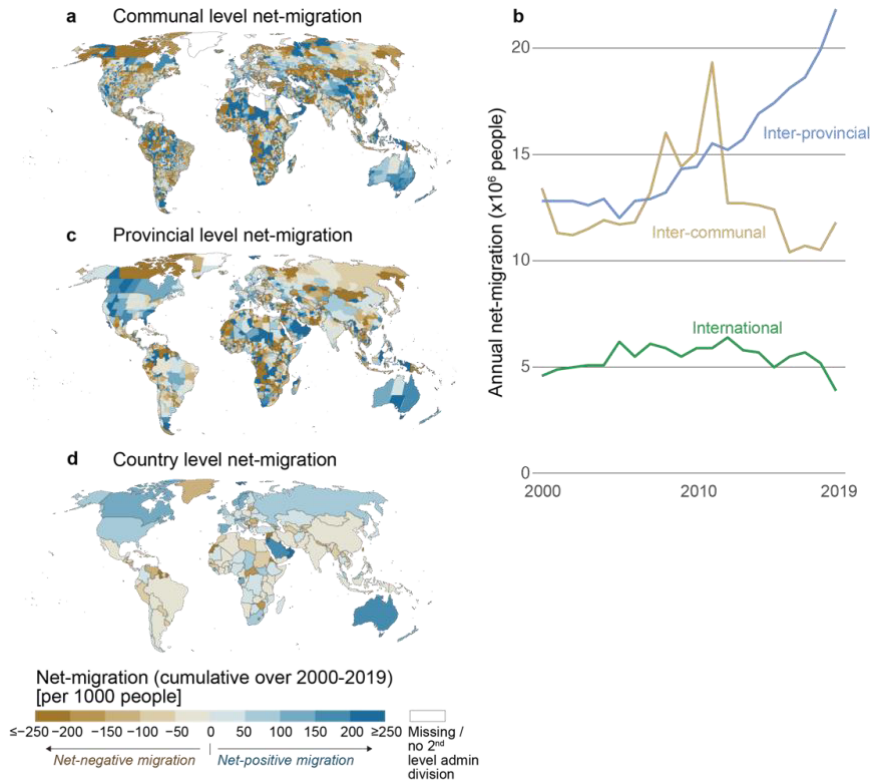 a Communal level net-migration
c Provincial level net-migration
d Country level net-migration
Net-migration (cumulative over 2000-2019)
[per 1000 people]
≤−250 −200 −150 −100 −50 0 50 100 150 200 ≥250
Net-negative migration
Net-positive migration
Missing /
no 2nd
level admin
division
b
Annual net-migration (x10⁶ people)
20
15
10
5
0
2000 2010 2019
Inter-provincial
Inter-communal
International